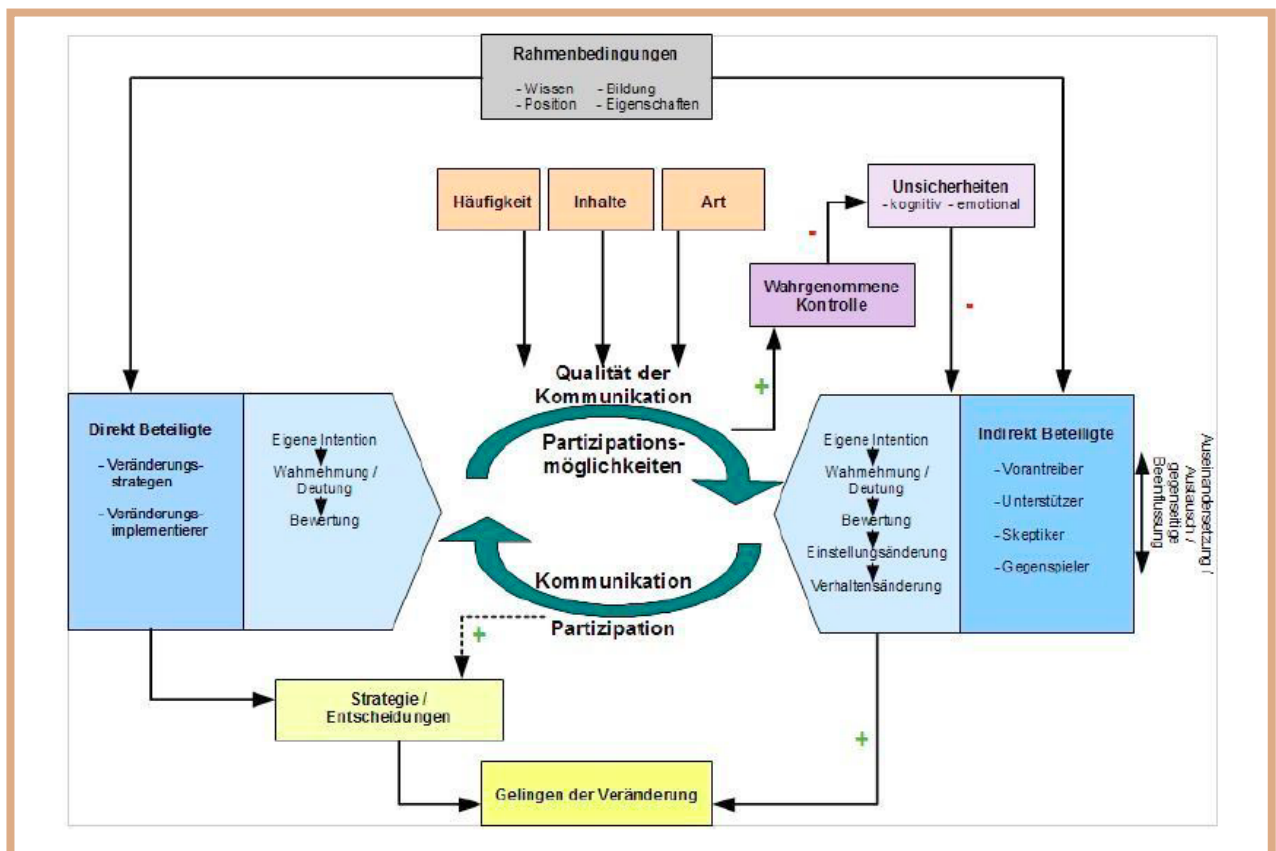 Rahmenbedingungen
- Wissen - Bildung
- Position - Eigenschaften
Häufigkeit
Inhalte
Art
Unsicherheiten
- kognitiv - emotional
-
Wahrgenommene
Kontrolle
-
+
Qualität der
Kommunikation
Partizipations-
möglichkeiten
Direkt Beteiligte
- Veränderungs-
strategen
- Veränderungs-
implementierer
Eigene Intention
Wahrnehmung /
Deutung
Bewertung
Eigene Intention
Wahrnehmung /
Deutung
Bewertung
Einstellungsänderung
Verhaltensänderung
Indirekt Beteiligte
- Vorantreiber
- Unterstützer
- Skeptiker
- Gegenspieler
Auseinandersetzung /
Austausch /
gegenseitige
Beeinflussung
Kommunikation
Partizipation
+
Strategie /
Entscheidungen
+
Gelingen der Veränderung